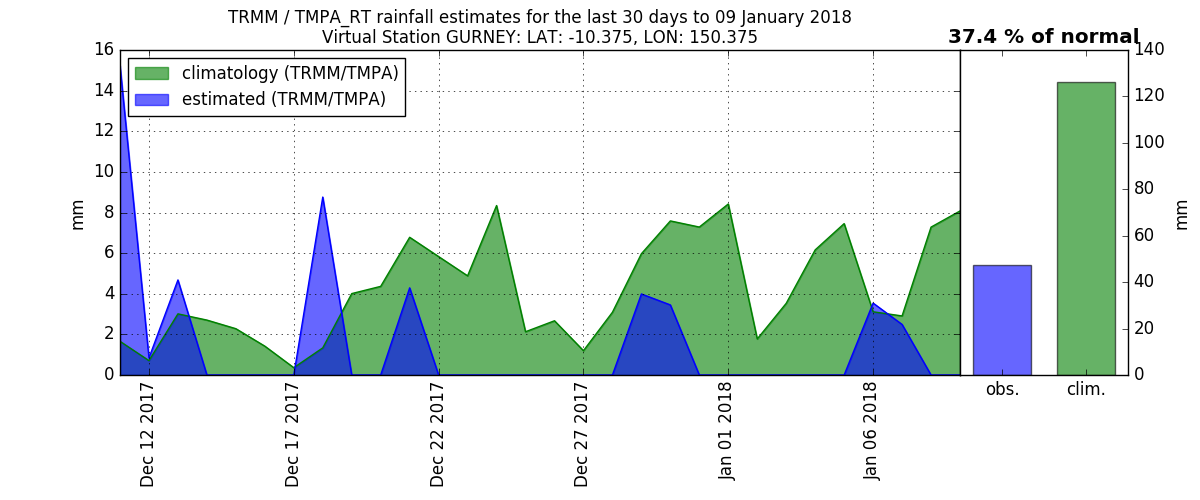 TRMM / TMPA_RT rainfall estimates for the last 30 days to 09 January 2018
Virtual Station GURNEY: LAT: -10.375, LON: 150.375
37.4 % of normal
climatology (TRMM/TMPA)
estimated (TRMM/TMPA)
16
14
12
10
8
6
4
2
0
mm
Dec 12 2017
Dec 17 2017
Dec 22 2017
Dec 27 2017
Jan 01 2018
Jan 06 2018
obs.
clim.
140
120
100
80
60
40
20
0
mm